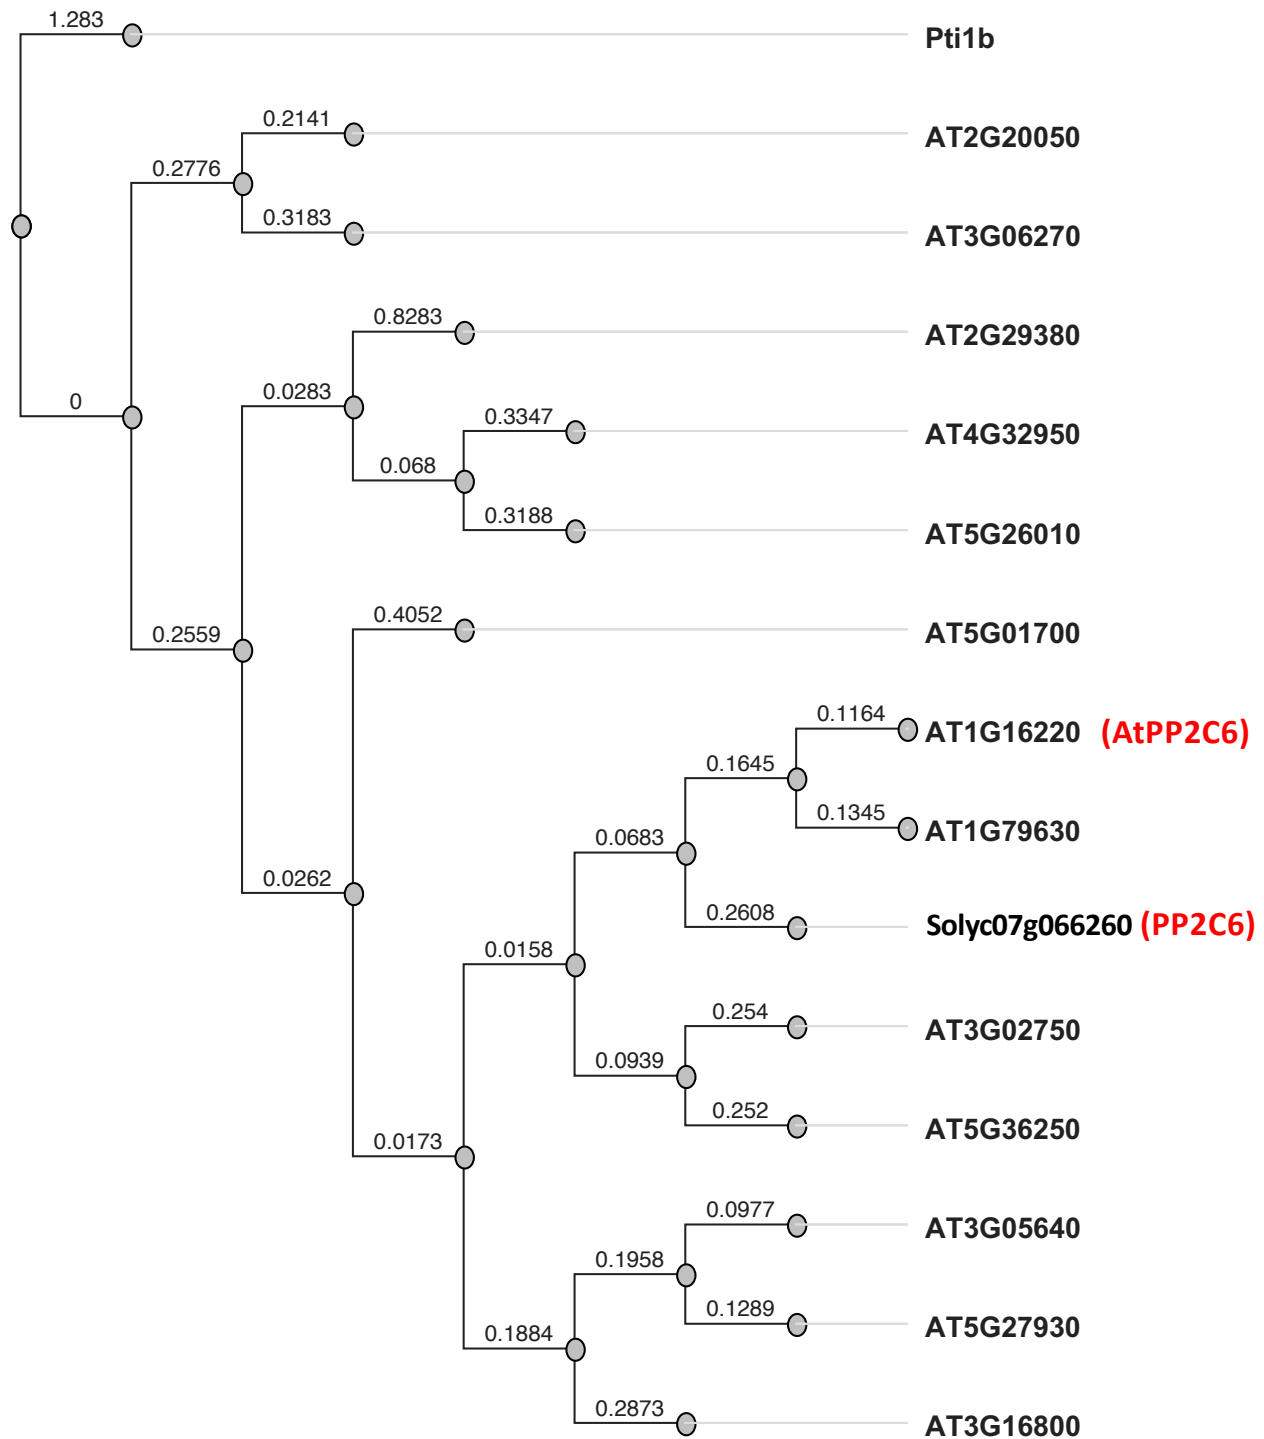 1.283
Pti1b
0.2141
AT2G20050
0.2776
0.3183
AT3G06270
0.8283
AT2G29380
0
0.0283
0.3347
AT4G32950
0.068
0.3188
AT5G26010
0.2559
0.4052
AT5G01700
0.1164
AT1G16220 (AtPP2C6)
0.1645
0.1345
AT1G79630
0.0683
0.0262
0.2608
Solyc07g066260 (PP2C6)
0.0158
0.254
AT3G02750
0.0939
0.252
AT5G36250
0.0173
0.0977
AT3G05640
0.1958
0.1289
AT5G27930
0.1884
0.2873
AT3G16800